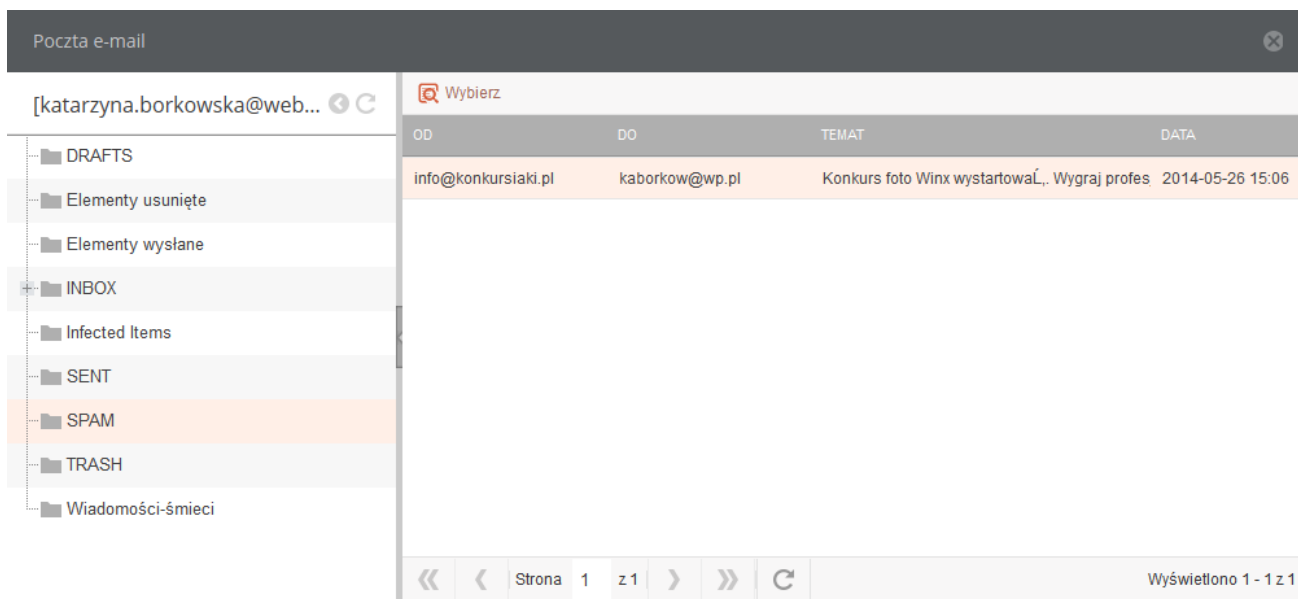 Poczta e-mail
[katarzyna.borkowska@web...
DRAFTS
Elementy usunięte
Elementy wysłane
INBOX
Infected Items
SENT
SPAM
TRASH
Wiadomości-śmieci
Wybierz
OD DO TEMAT DATA
info@konkursiaki.pl kaborkow@wp.pl Konkurs foto Winx wystartowaĹ‚. Wygraj profes 2014-05-26 15:06
Strona 1 z 1 Wyświetlono 1 - 1 z 1